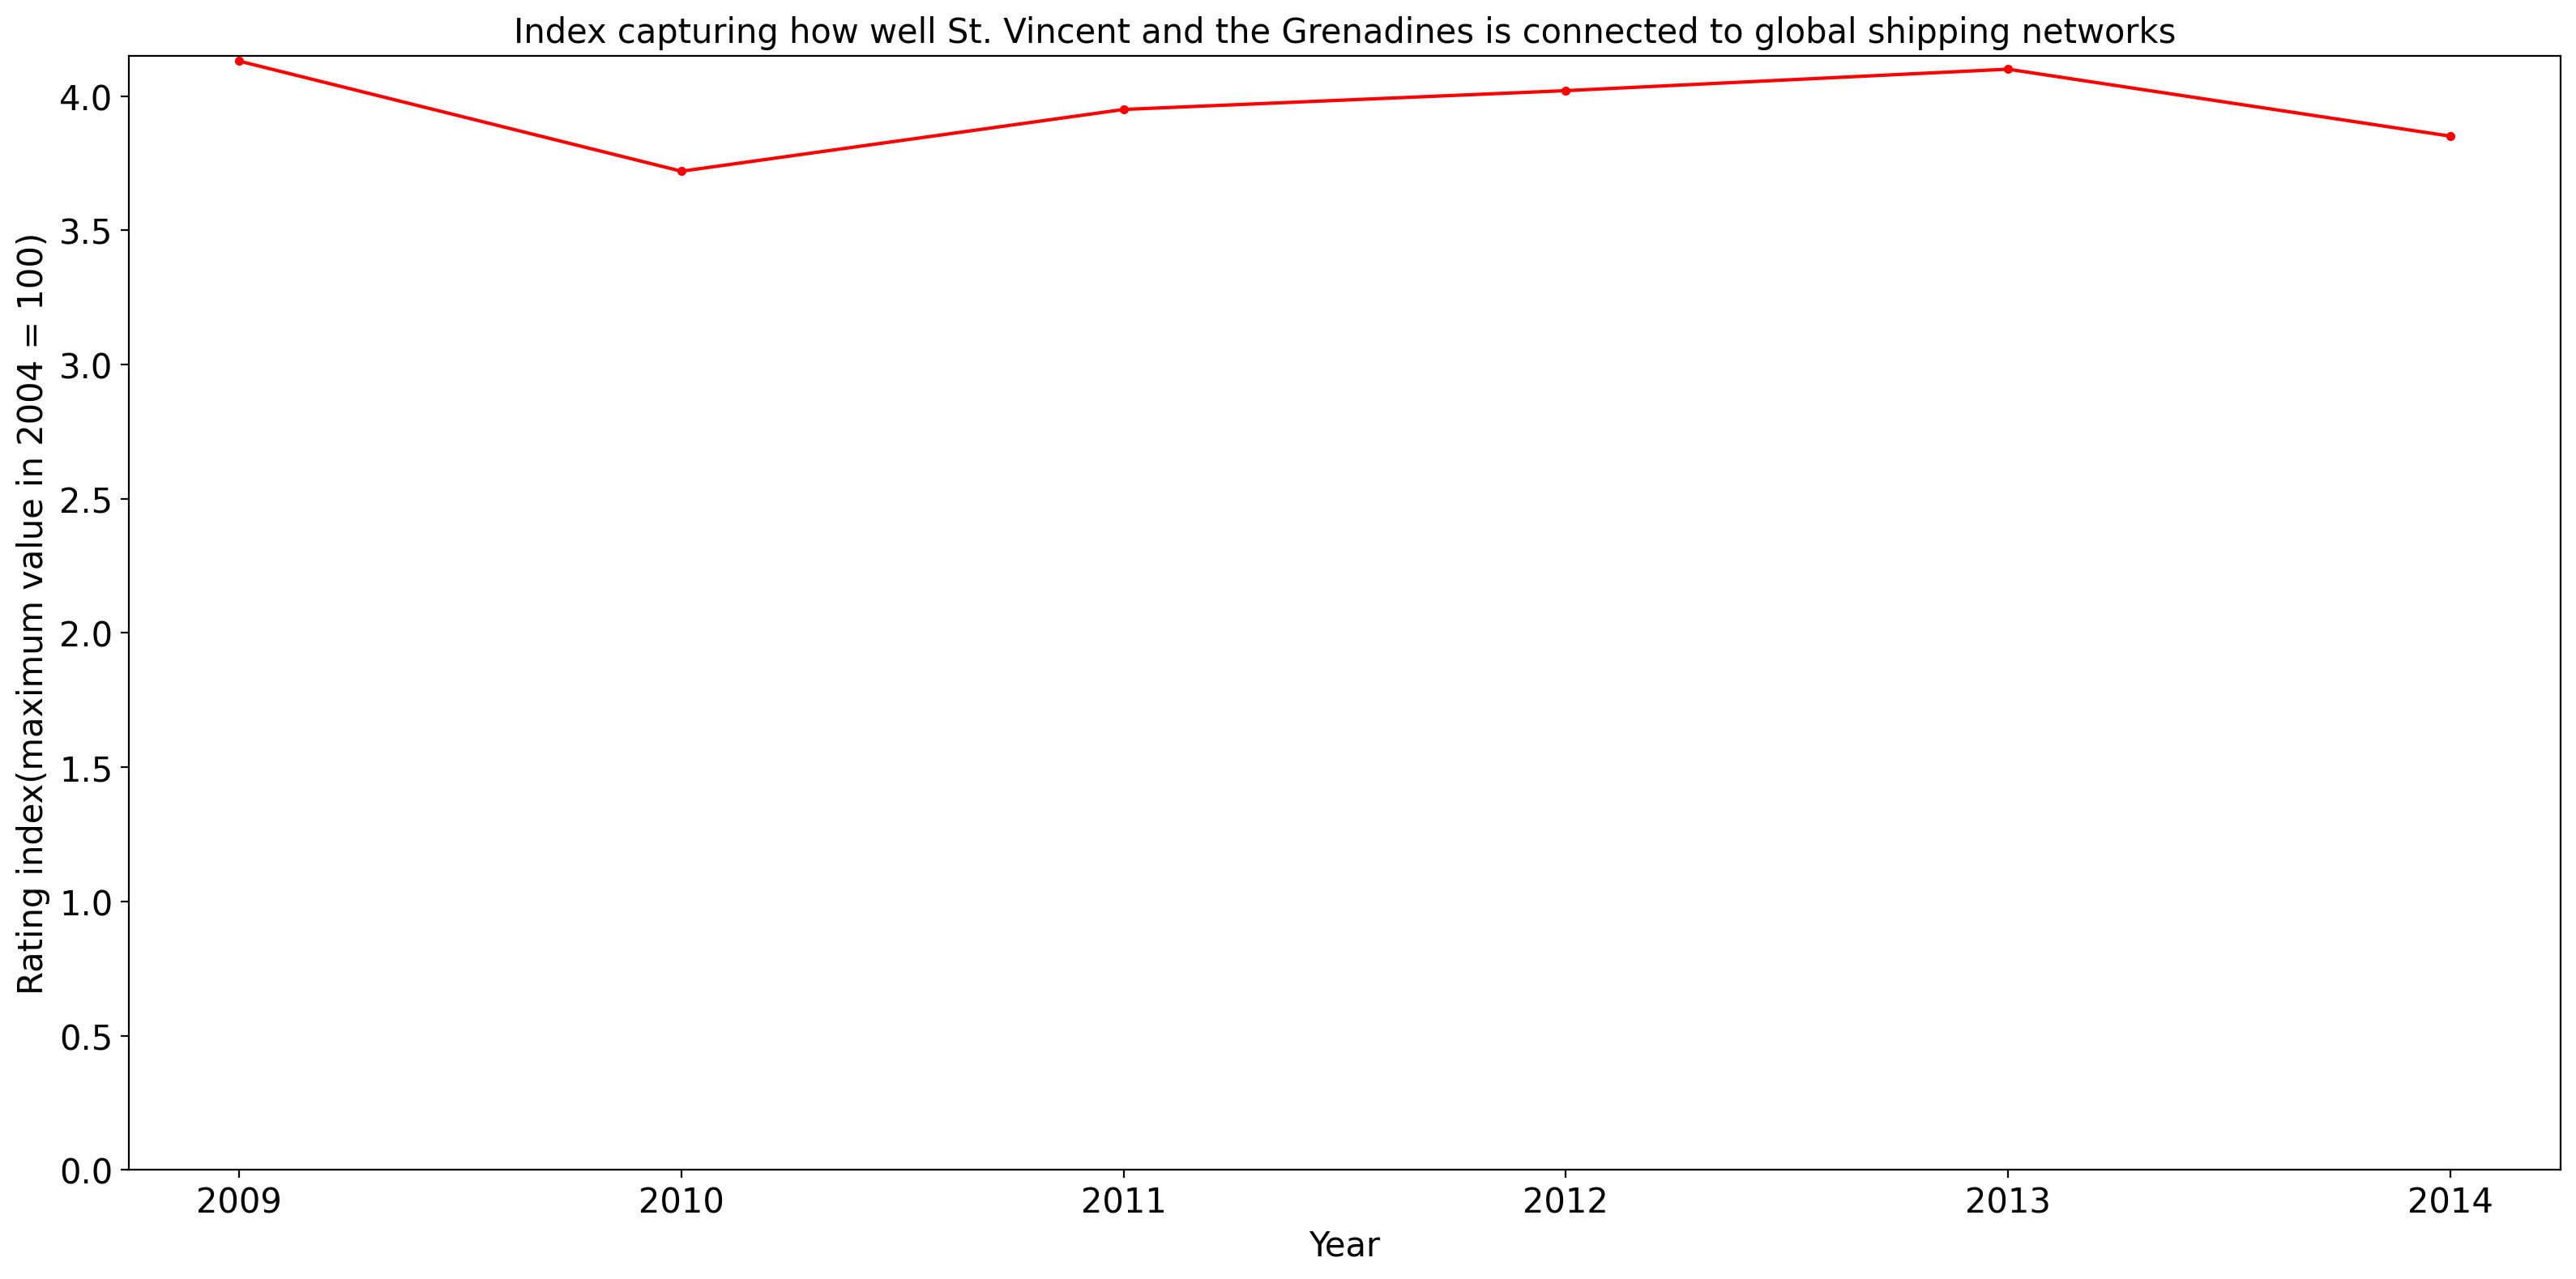 Index capturing how well St. Vincent and the Grenadines is connected to global shipping networks
Rating index(maximum value in 2004 = 100)
4.0
3.5
3.0
2.5
2.0
1.5
1.0
0.5
0.0
2009 2010 2011 2012 2013 2014
Year